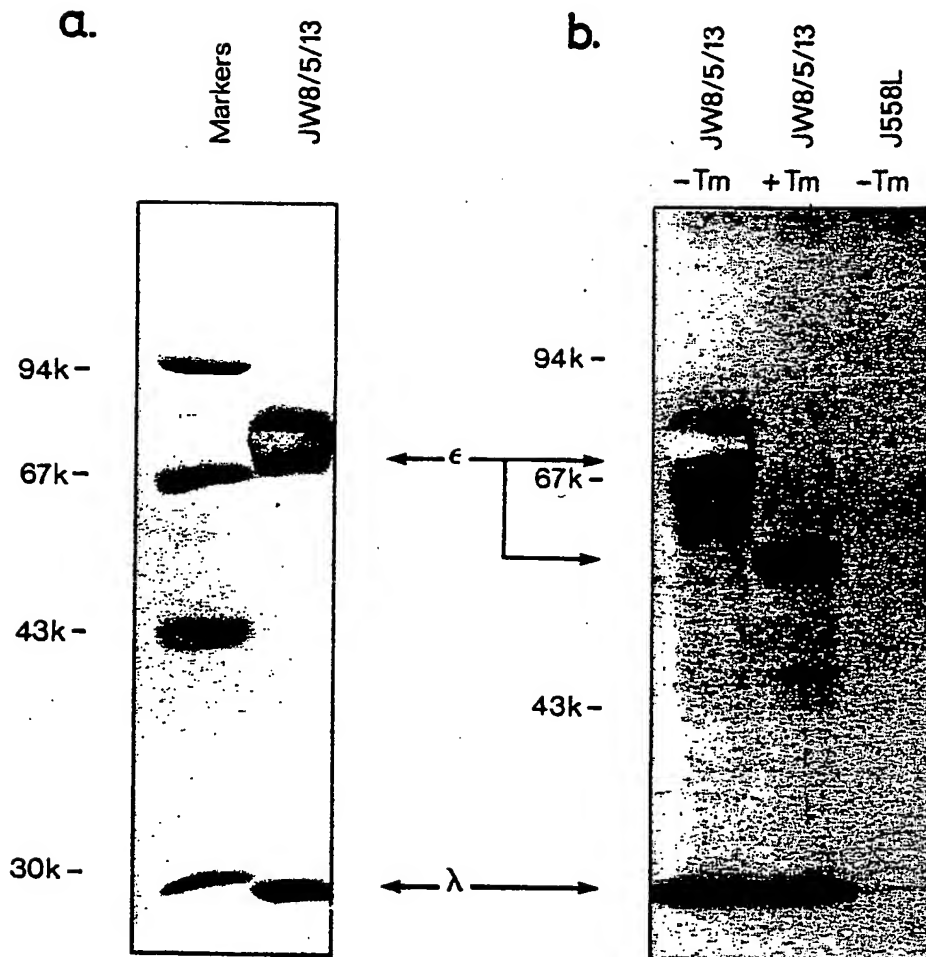 a.
Markers
JW8/5/13
94k-
67k-
43k-
30k-
ϵ
λ
b.
JW8/5/13
JW8/5/13
J558L
-Tm
+Tm
-Tm
94k-
67k-
43k-